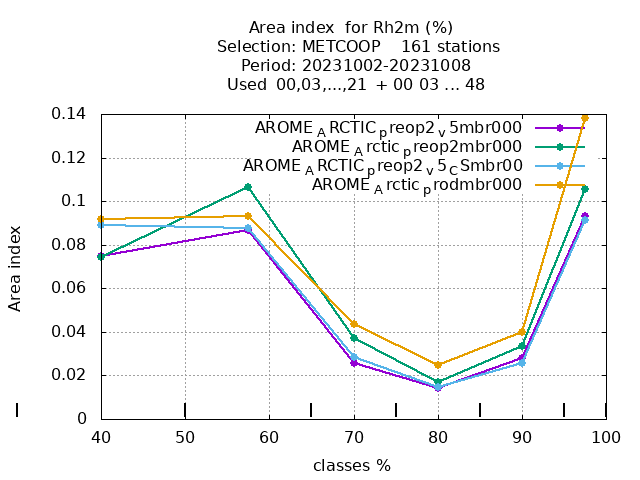 Area index for Rh2m (%)
Selection: METCOOP 161 stations
Period: 20231002-20231008
Used 00,03,...,21 + 00 03 ... 48
AROME_ARCTIC_preop2_v5mbr000
AROME_Arctic_preop2mbr000
AROME_ARCTIC_preop2_v5_CSmbr00
AROME_Arctic_prodmbr000
0.14
0.12
0.1
0.08
0.06
0.04
0.02
0
Area index
40 50 60 70 80 90 100
classes %